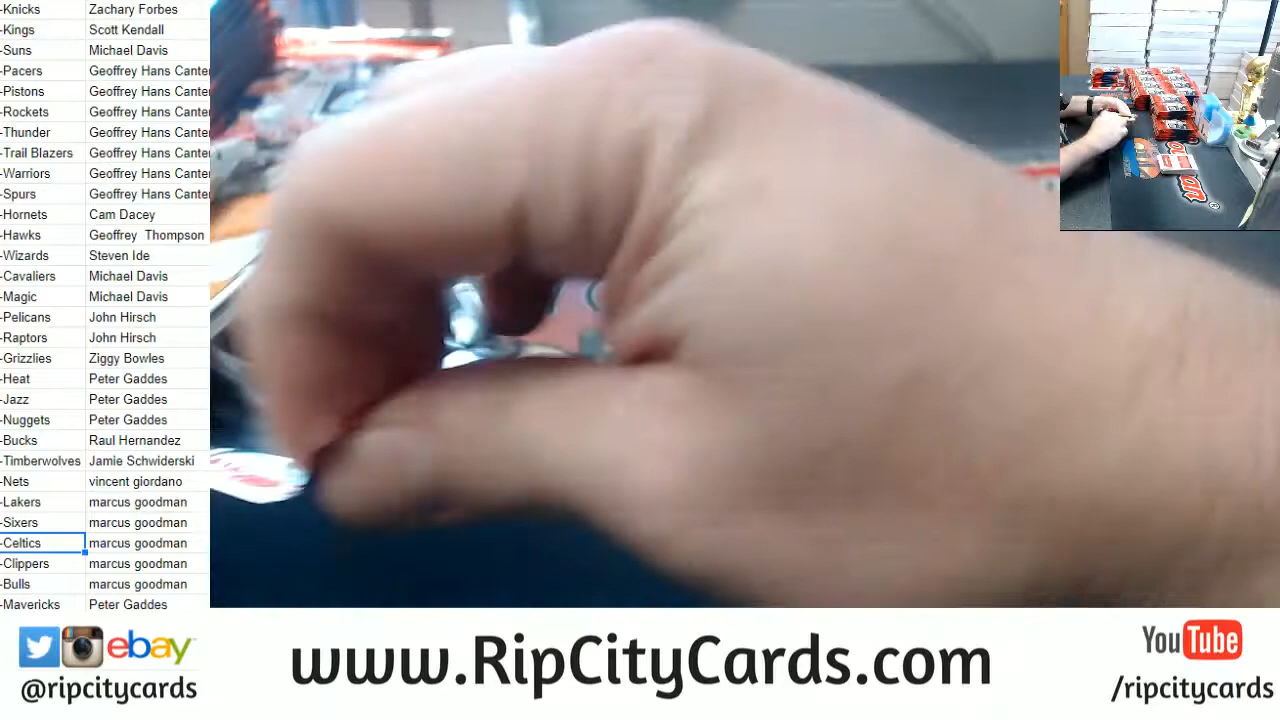 -Knicks Zachary Forbes
-Kings Scott Kendall
-Suns Michael Davis
-Pacers Geoffrey Hans Canter
-Pistons Geoffrey Hans Canter
-Rockets Geoffrey Hans Canter
-Thunder Geoffrey Hans Canter
-Trail Blazers Geoffrey Hans Canter
-Warriors Geoffrey Hans Canter
-Spurs Geoffrey Hans Canter
-Hornets Cam Dacey
-Hawks Geoffrey Thompson
-Wizards Steven Ide
-Cavaliers Michael Davis
-Magic Michael Davis
-Pelicans John Hirsch
-Raptors John Hirsch
-Grizzlies Ziggy Bowles
-Heat Peter Gaddes
-Jazz Peter Gaddes
-Nuggets Peter Gaddes
-Bucks Raul Hernandez
-Timberwolves Jamie Schwiderski
-Nets vincent giordano
-Lakers marcus goodman
-Sixers marcus goodman
-Celtics marcus goodman
-Clippers marcus goodman
-Bulls marcus goodman
-Mavericks Peter Gaddes
ebay
@ripcitycards
www.RipCityCards.com
YouTube
/ripcitycards